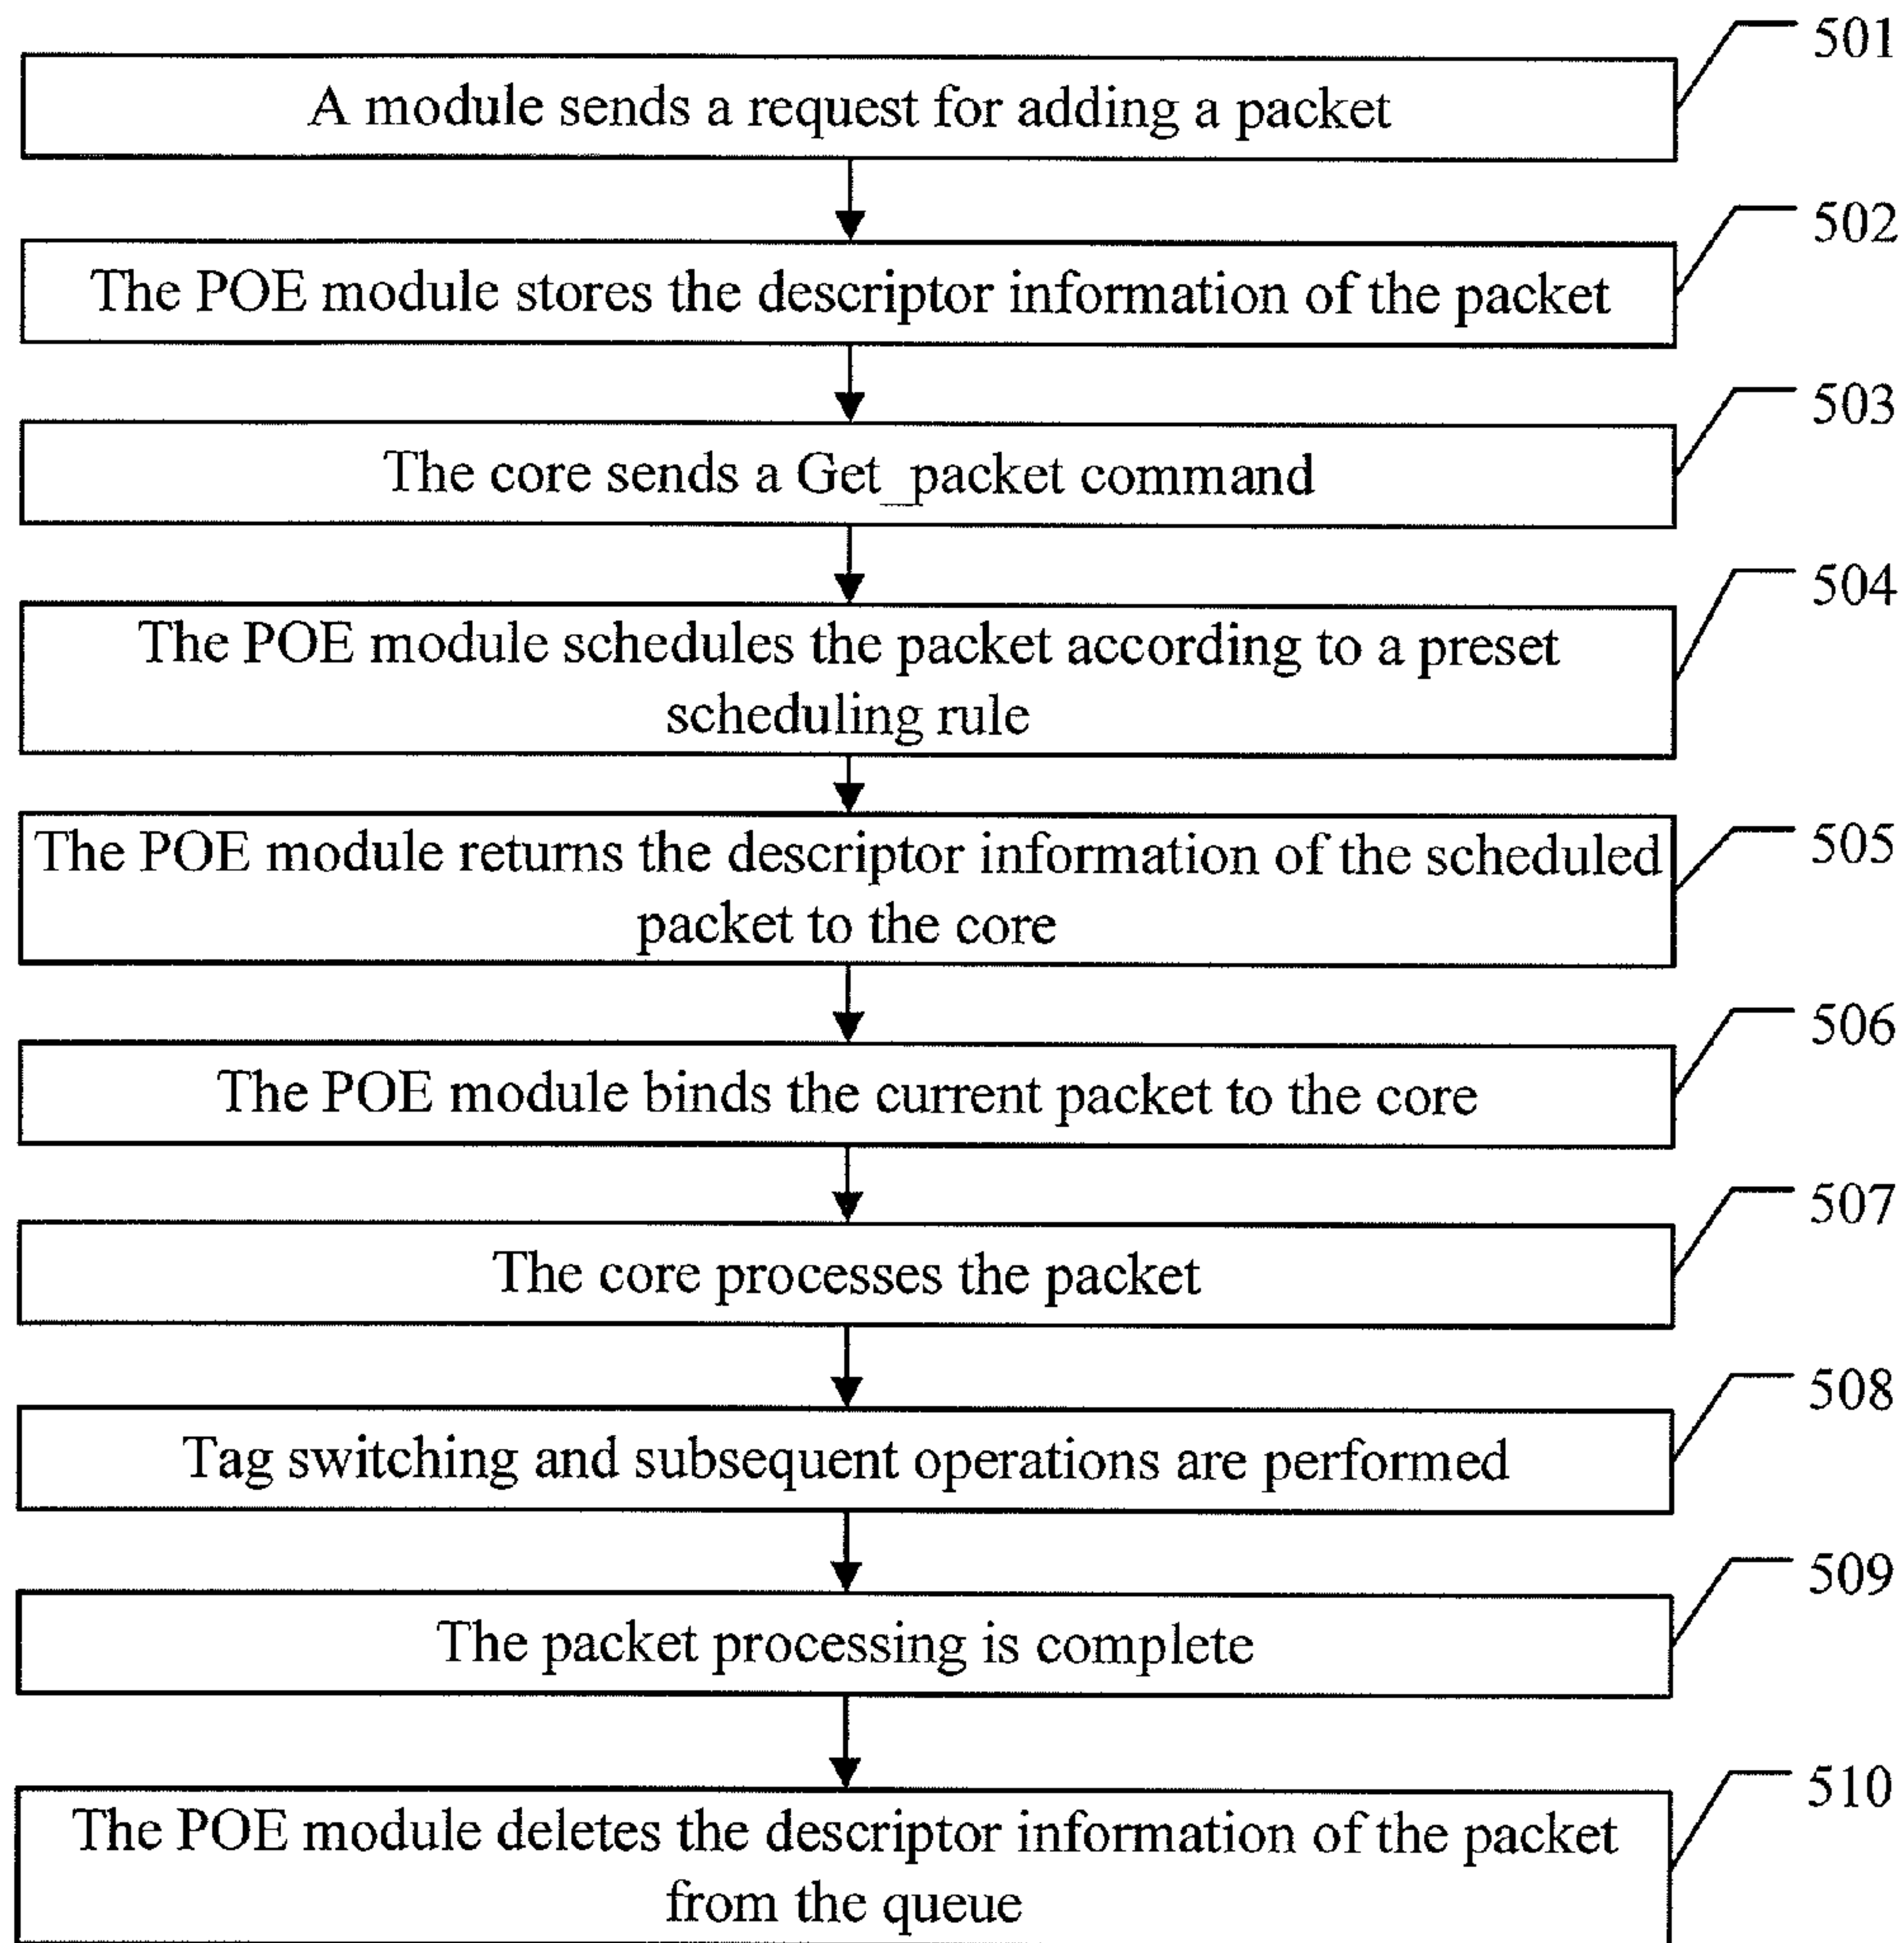 501
A module sends a request for adding a packet
502
The POE module stores the descriptor information of the packet
503
The core sends a Get_packet command
504
The POE module schedules the packet according to a preset
scheduling rule
505
The POE module returns the descriptor information of the scheduled
packet to the core
506
The POE module binds the current packet to the core
507
The core processes the packet
508
Tag switching and subsequent operations are performed
509
The packet processing is complete
510
The POE module deletes the descriptor information of the packet
from the queue